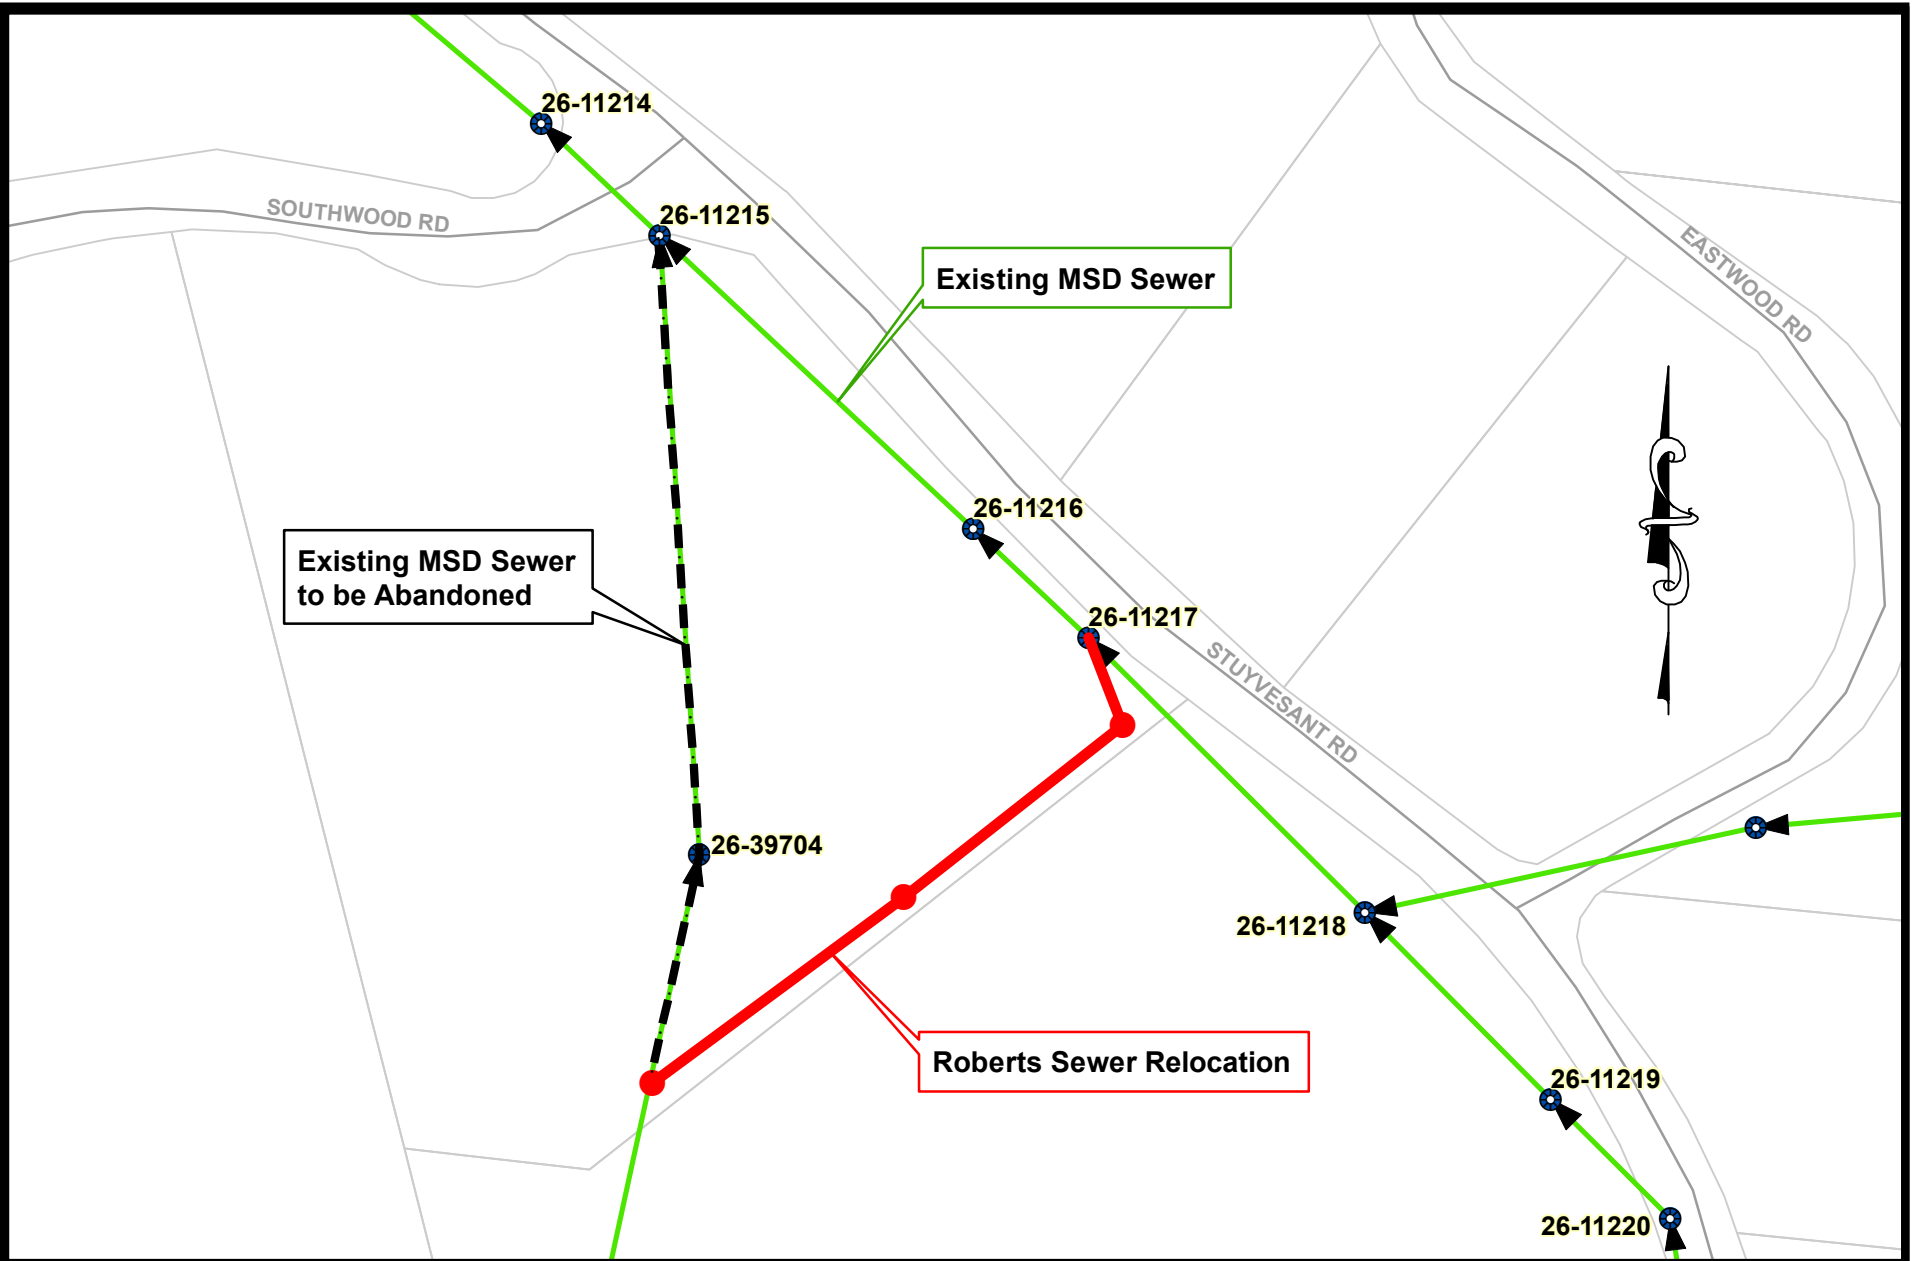 26-11214
26-11215
SOUTHWOOD RD
Existing MSD Sewer
EASTWOOD RD
26-11216
Existing MSD Sewer
to be Abandoned
26-11217
STUYVESANT RD
26-39704
26-11218
Roberts Sewer Relocation
26-11219
26-11220